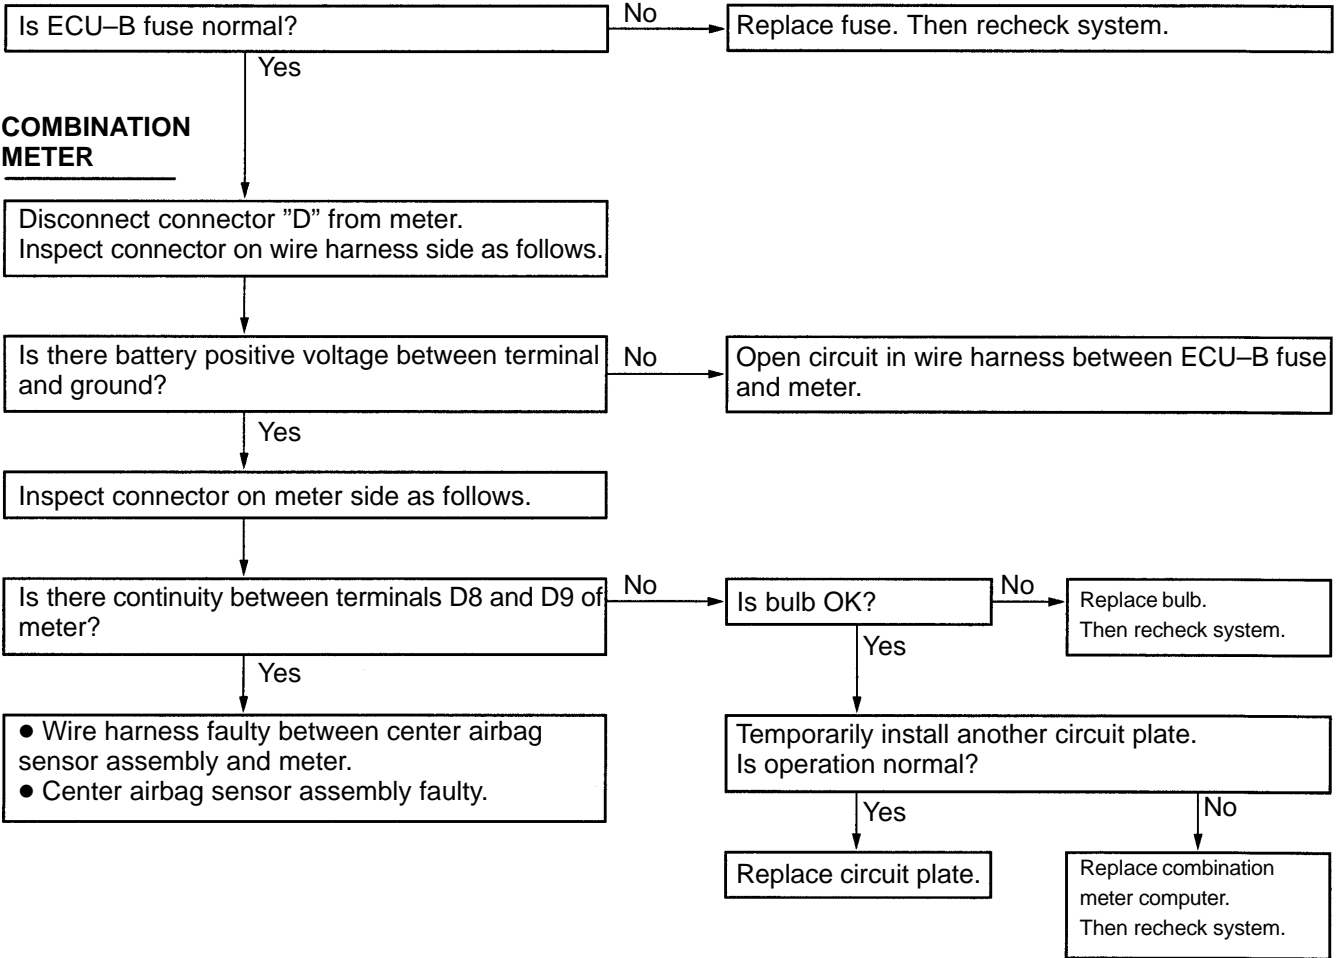 Is ECU–B fuse normal?
No
Replace fuse. Then recheck system.
Yes
COMBINATION
METER
Disconnect connector ”D” from meter.
Inspect connector on wire harness side as follows.
Is there battery positive voltage between terminal
and ground?
No
Open circuit in wire harness between ECU–B fuse
and meter.
Yes
Inspect connector on meter side as follows.
Is there continuity between terminals D8 and D9 of
meter?
No
Is bulb OK?
No
Replace bulb.
Then recheck system.
Yes
Yes
● Wire harness faulty between center airbag
sensor assembly and meter.
● Center airbag sensor assembly faulty.
Temporarily install another circuit plate.
Is operation normal?
Yes
No
Replace circuit plate.
Replace combination
meter computer.
Then recheck system.